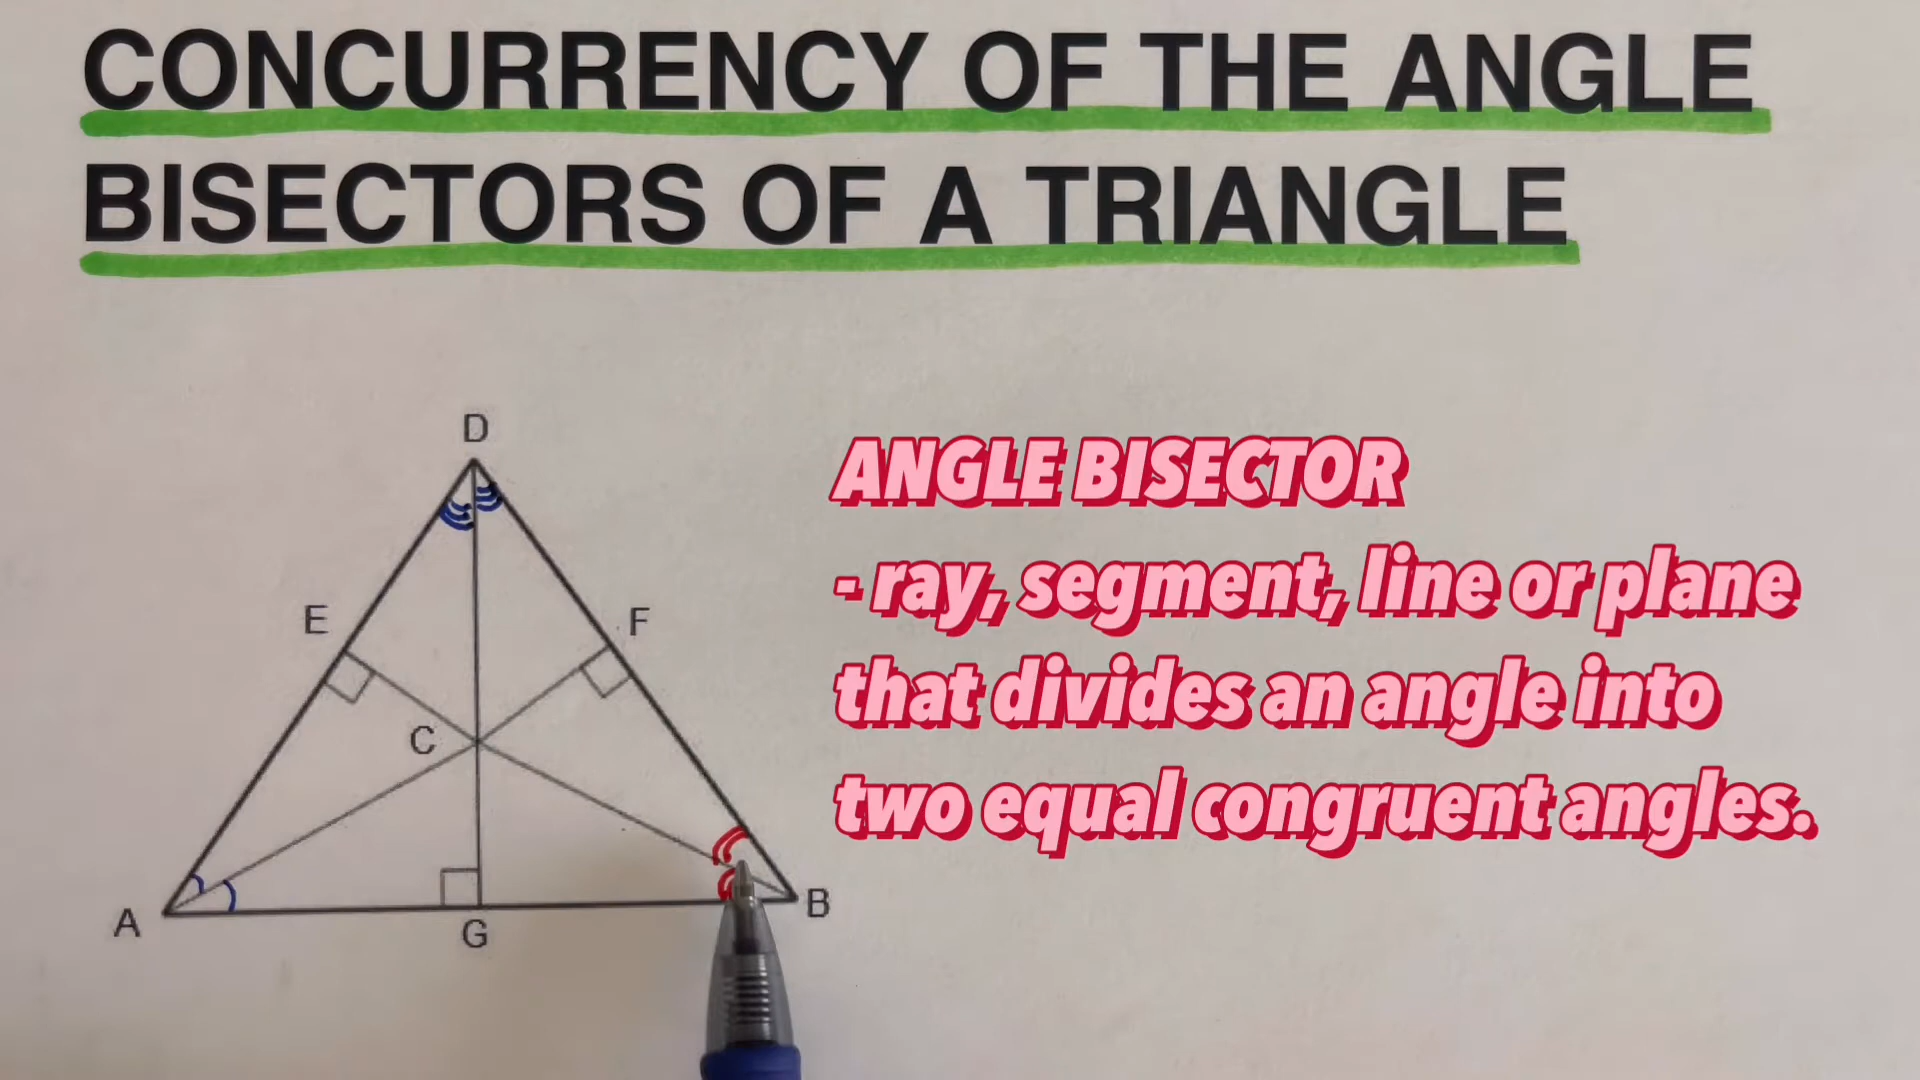 CONCURRENCY OF THE ANGLE
BISECTORS OF A TRIANGLE
D
E
F
C
A
B
G
ANGLE BISECTOR
- ray, segment, line or plane
that divides an angle into
two equal congruent angles.